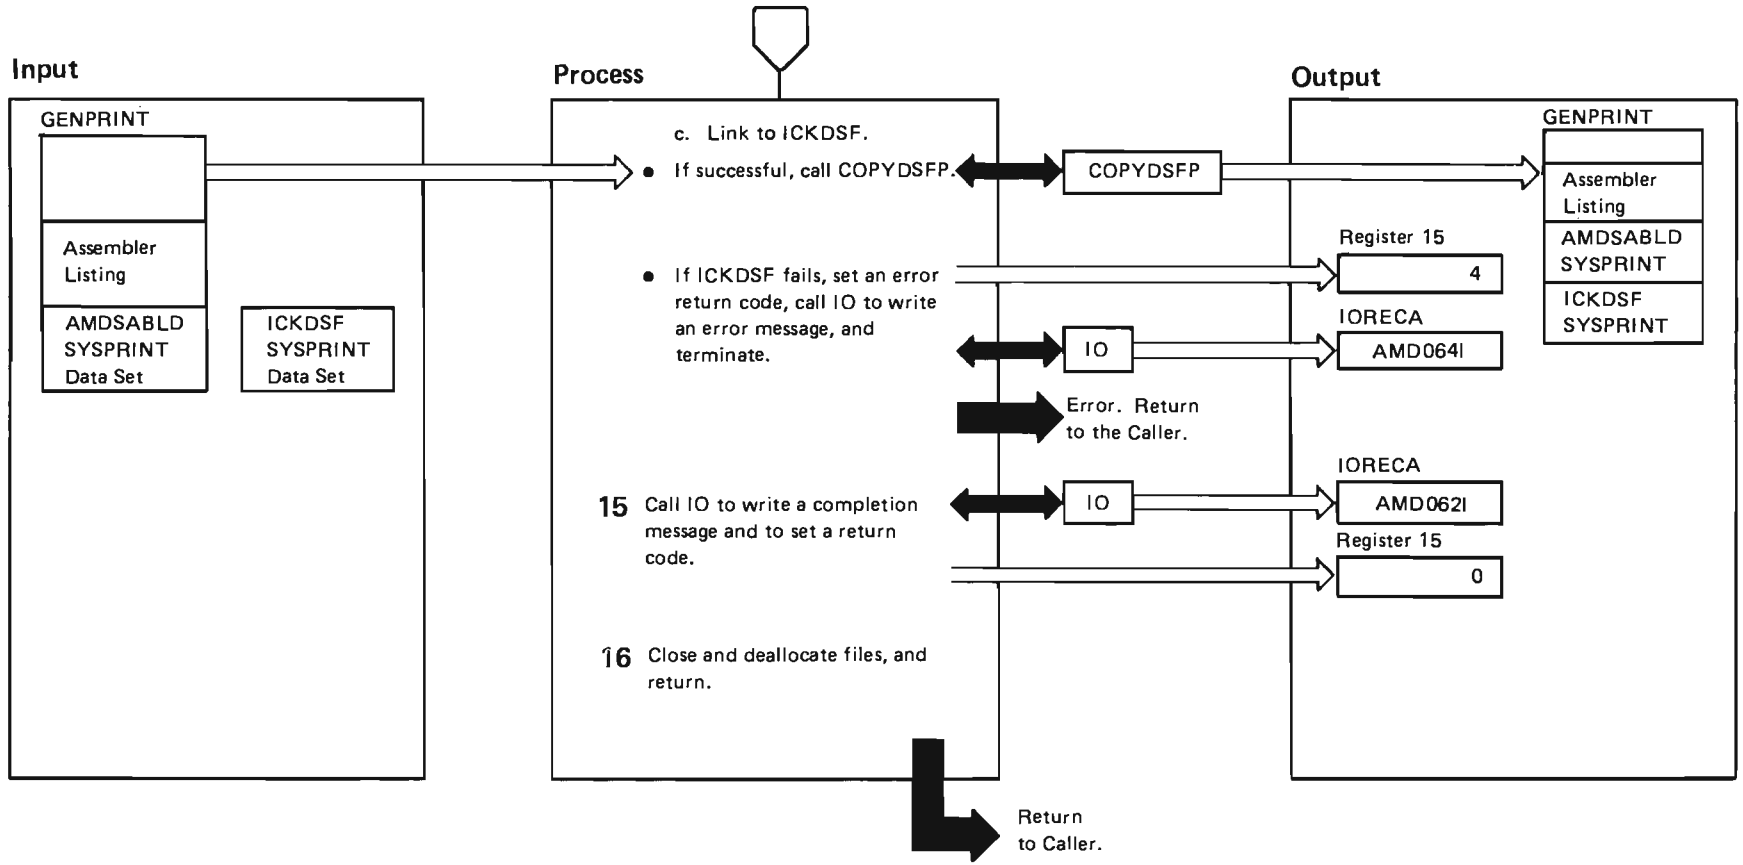 Input
GENPRINT
Assembler
Listing
AMDSABLD
SYSPRINT
Data Set
ICKDSF
SYSPRINT
Data Set
Process
c. Link to ICKDSF.
• If successful, call COPYDSFP.
COPYDSFP
• If ICKDSF fails, set an error
return code, call IO to write
an error message, and
terminate.
IO
Error. Return
to the Caller.
15 Call IO to write a completion
message and to set a return
code.
IO
16 Close and deallocate files, and
return.
Return
to Caller.
Output
GENPRINT
Assembler
Listing
AMDSABLD
SYSPRINT
ICKDSF
SYSPRINT
Register 15
4
IORECA
AMD064I
IORECA
AMD062I
Register 15
0